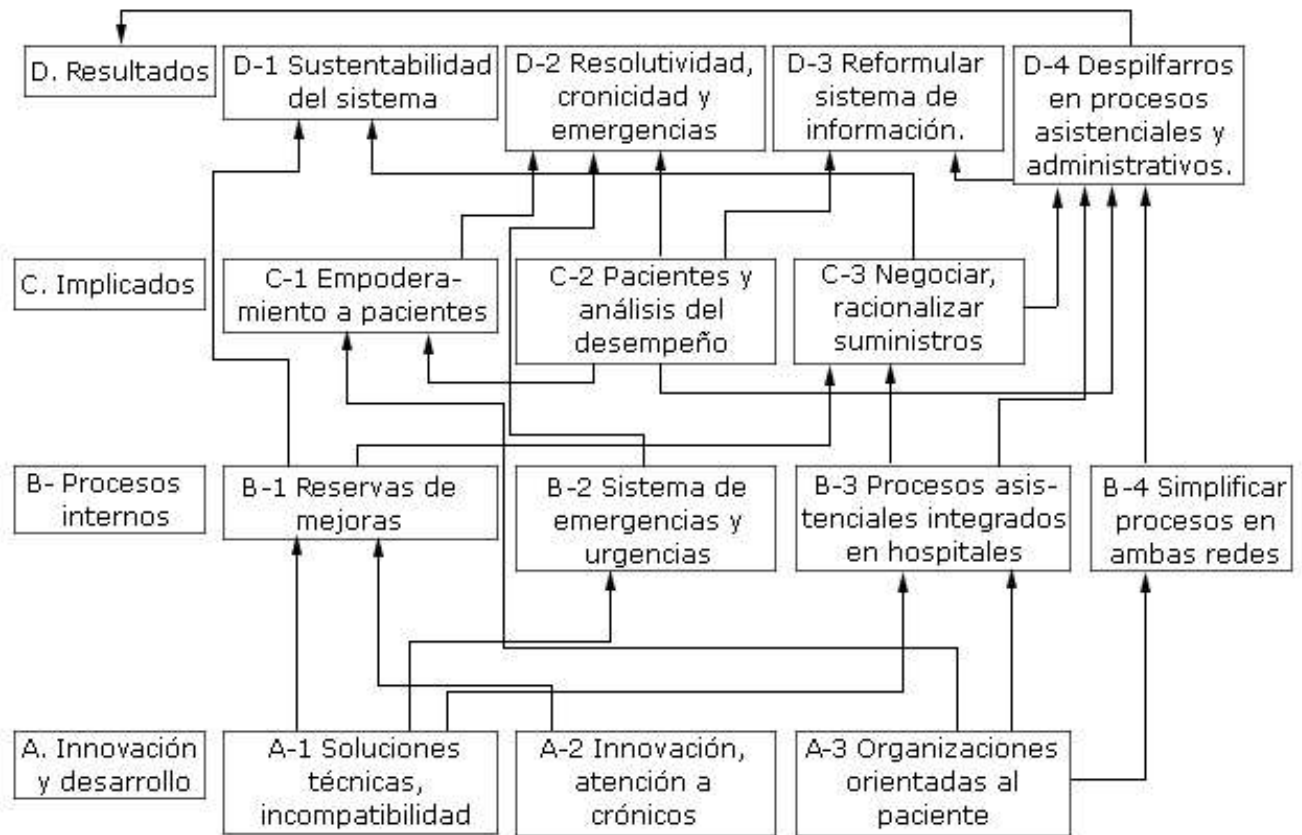 D. Resultados
D-1 Sustentabilidad
del sistema
D-2 Resolutividad,
cronicidad y
emergencias
D-3 Reformular
sistema de
información.
D-4 Despilfarros
en procesos
asistenciales y
administrativos.
C. Implicados
C-1 Empodera-
miento a pacientes
C-2 Pacientes y
análisis del
desempeño
C-3 Negociar,
racionalizar
suministros
B- Procesos
internos
B-1 Reservas de
mejoras
B-2 Sistema de
emergencias y
urgencias
B-3 Procesos asis-
tenciales integrados
en hospitales
B-4 Simplificar
procesos en
ambas redes
A. Innovación
y desarrollo
A-1 Soluciones
técnicas,
incompatibilidad
A-2 Innovación,
atención a
crónicos
A-3 Organizaciones
orientadas al
paciente